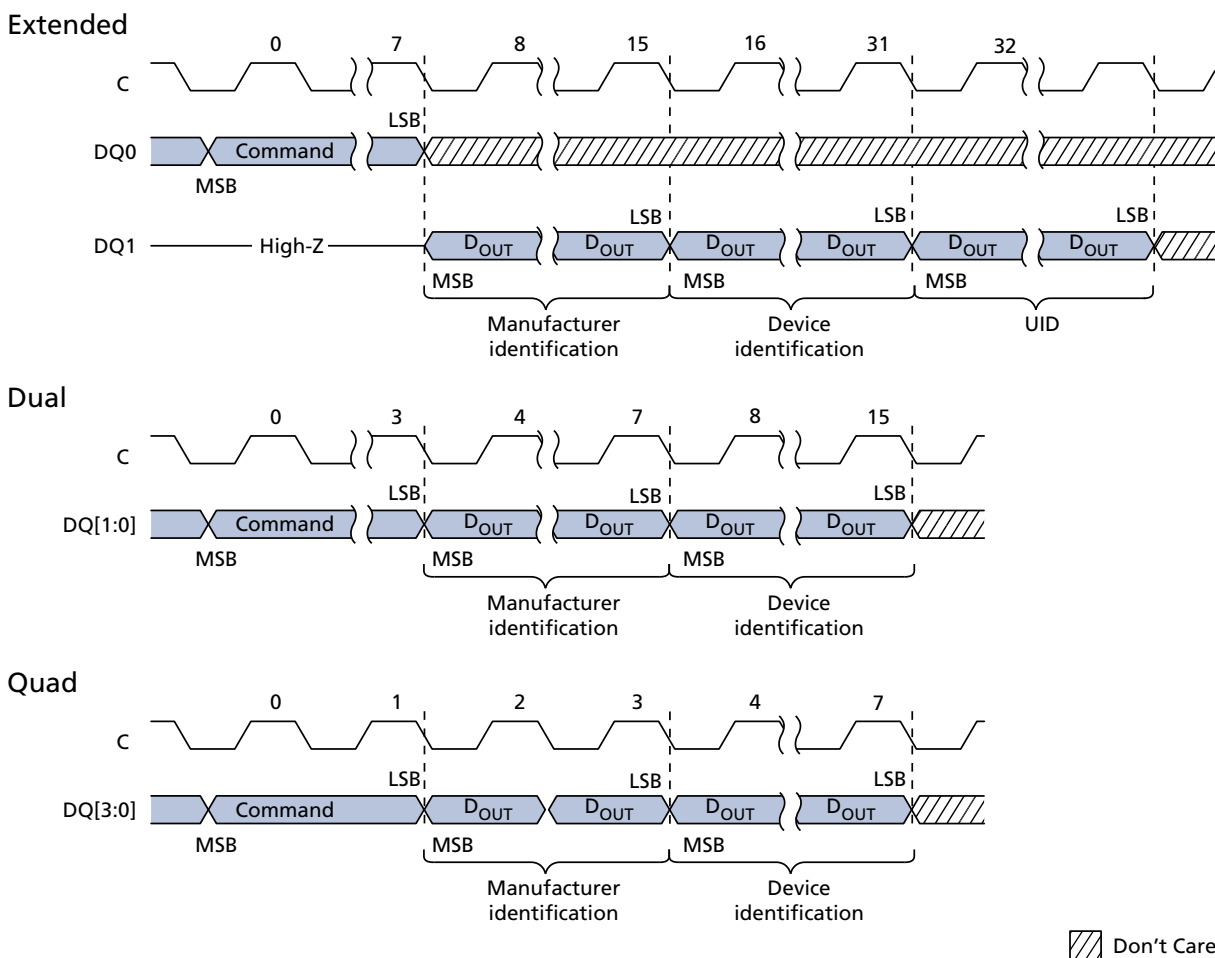 Extended
0 7 8 15 16 31 32
C
LSB
DQ0 Command
MSB
LSB LSB LSB
DQ1 High-Z DOUT DOUT DOUT DOUT DOUT DOUT
MSB MSB MSB
Manufacturer Device UID
identification identification
Dual
0 3 4 7 8 15
C
LSB LSB LSB
DQ[1:0] Command DOUT DOUT DOUT DOUT
MSB MSB MSB
Manufacturer Device
identification identification
Quad
0 1 2 3 4 7
C
LSB LSB LSB
DQ[3:0] Command DOUT DOUT DOUT DOUT
MSB MSB MSB
Manufacturer Device
identification identification
Don't Care